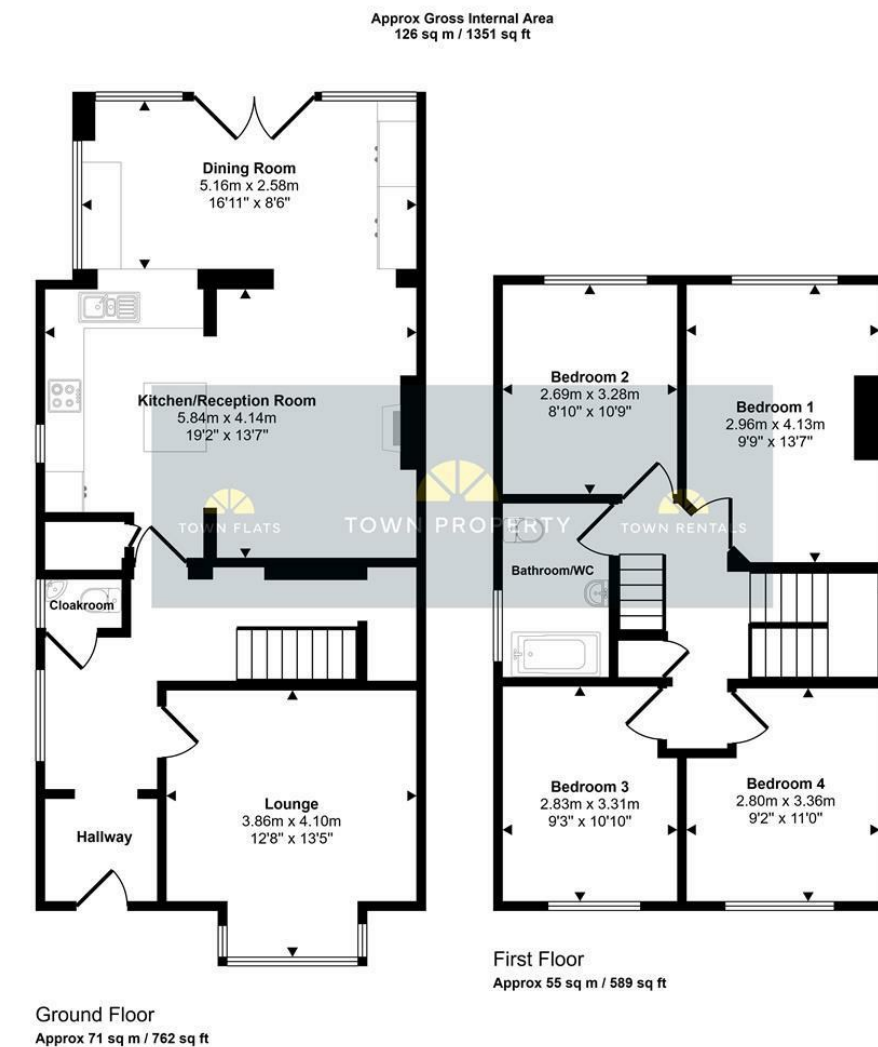 Approx Gross Internal Area
126 sq m / 1351 sq ft
Dining Room
5.16m x 2.58m
16'11" x 8'6"
Kitchen/Reception Room
5.84m x 4.14m
19'2" x 13'7"
Bedroom 2
2.69m x 3.28m
8'10" x 10'9"
Bedroom 1
2.96m x 4.13m
9'9" x 13'7"
TOWN FLATS
TOWN PROPERTY
TOWN RENTALS
Bathroom/WC
Cloakroom
Lounge
3.86m x 4.10m
12'8" x 13'5"
Hallway
Bedroom 3
2.83m x 3.31m
9'3" x 10'10"
Bedroom 4
2.80m x 3.36m
9'2" x 11'0"
First Floor
Approx 55 sq m / 589 sq ft
Ground Floor
Approx 71 sq m / 762 sq ft